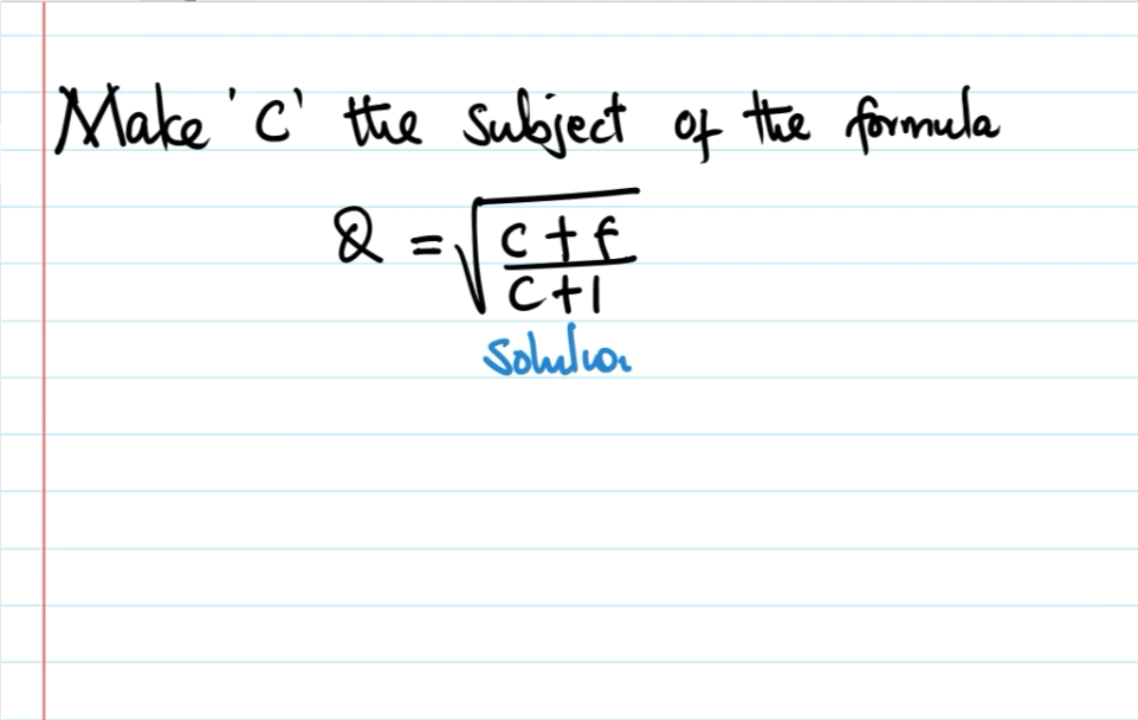 Make 'C' the subject of the formula
Q = √(C + f / C + 1)
Solution